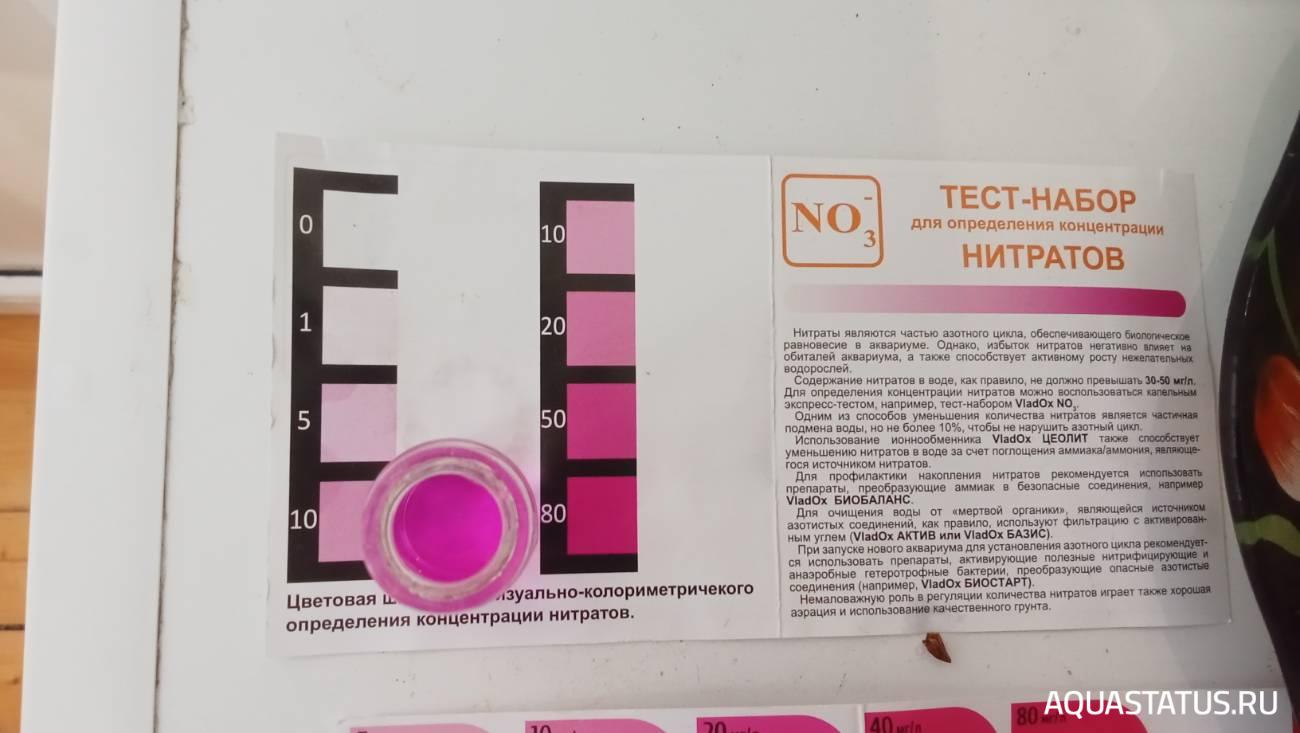 0
1
5
10
10
20
50
80
Цветовая изуально-колориметричекого
определения концентрации нитратов.
NO3-
ТЕСТ-НАБОР
для определения концентрации
НИТРАТОВ
Нитраты являются частью азотного цикла, обеспечивающего биологическое
равновесие в аквариуме. Однако, избыток нитратов негативно влияет на
обиталей аквариума, а также способствует активному росту нежелательных
водорослей.
Содержание нитратов в воде, как правило, не должно превышать 30-50 мг/л.
Для определения концентрации нитратов можно воспользоваться капельным
экспресс-тестом, например, тест-набором VladOx NO3.
Одним из способов уменьшения количества нитратов является частичная
подмена воды, но не более 10%, чтобы не нарушить азотный цикл.
Использование ионнообменника VladOx ЦЕОЛИТ также способствует
уменьшению нитратов в воде за счет поглощения аммиака/аммония, являюще-
гося источником нитратов.
Для профилактики накопления нитратов рекомендуется использовать
препараты, преобразующие аммиак в безопасные соединения, например
VladOx БИОБАЛАНС.
Для очищения воды от «мертвой органики», являющейся источником
азотистых соединений, как правило, используют фильтрацию с активирован-
ным углем (VladOx АКТИВ или VladOx БАЗИС).
При запуске нового аквариума для установления азотного цикла рекомендует-
ся использовать препараты, активирующие полезные нитрифицирующие и
анаэробные гетеротрофные бактерии, преобразующие опасные азотистые
соединения (например, VladOx БИОСТАРТ).
Немаловажную роль в регуляции количества нитратов играет также хорошая
аэрация и использование качественного грунта.
10
20 мг/л
40 мг/л
80 мг/л
AQUASTATUS.RU